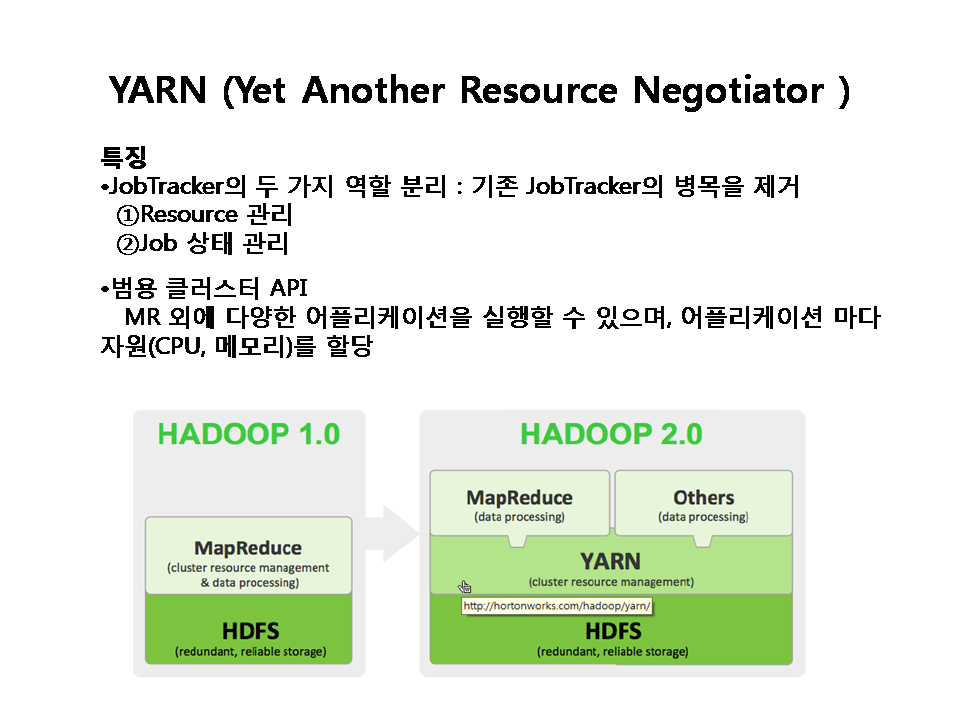 YARN (Yet Another Resource Negotiator )
특징
•JobTracker의 두 가지 역할 분리 : 기존 JobTracker의 병목을 제거
①Resource 관리
②Job 상태 관리
•범용 클러스터 API
MR 외에 다양한 어플리케이션을 실행할 수 있으며, 어플리케이션 마다
자원(CPU, 메모리)를 할당
HADOOP 1.0
MapReduce
(cluster resource management
& data processing)
HDFS
(redundant, reliable storage)
HADOOP 2.0
MapReduce
(data processing)
Others
(data processing)
YARN
(cluster resource management)
http://hortonworks.com/hadoop/yarn/
HDFS
(redundant, reliable storage)